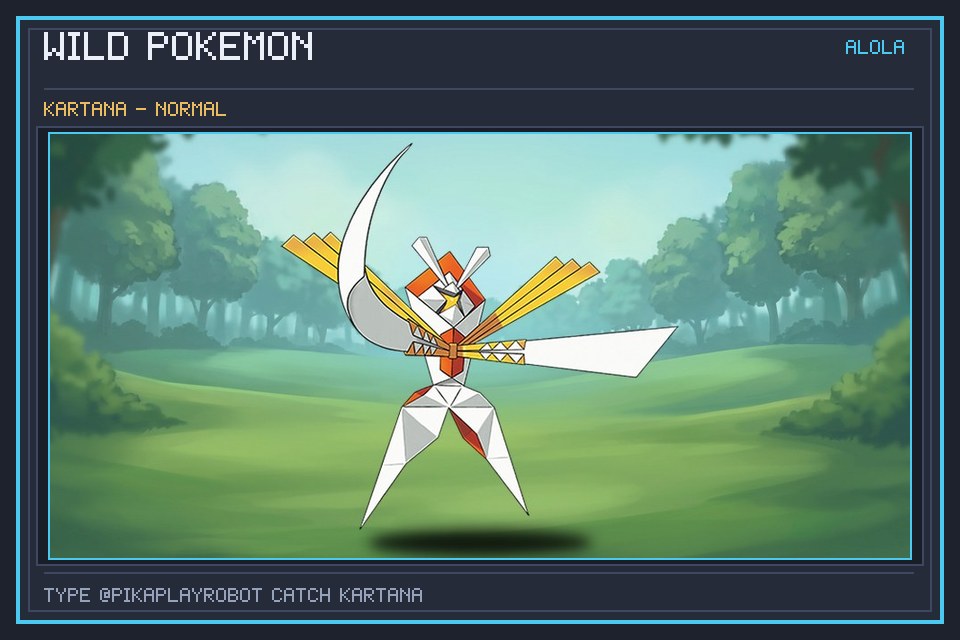 WILD POKEMON
ALOLA
KARTANA - NORMAL
TYPE @PIKAPLAYROBOT CATCH KARTANA